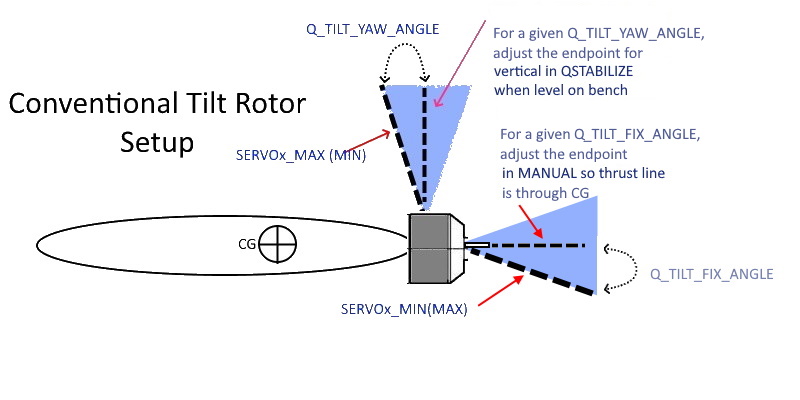 Q_TILT_YAW_ANGLE
For a given Q_TILT_YAW_ANGLE,
adjust the endpoint for
vertical in QSTABILIZE
when level on bench
Conventional Tilt Rotor
Setup
SERVOx_MAX (MIN)
For a given Q_TILT_FIX_ANGLE,
adjust the endpoint
in MANUAL so thrust line
is through CG
CG
Q_TILT_FIX_ANGLE
SERVOx_MIN(MAX)